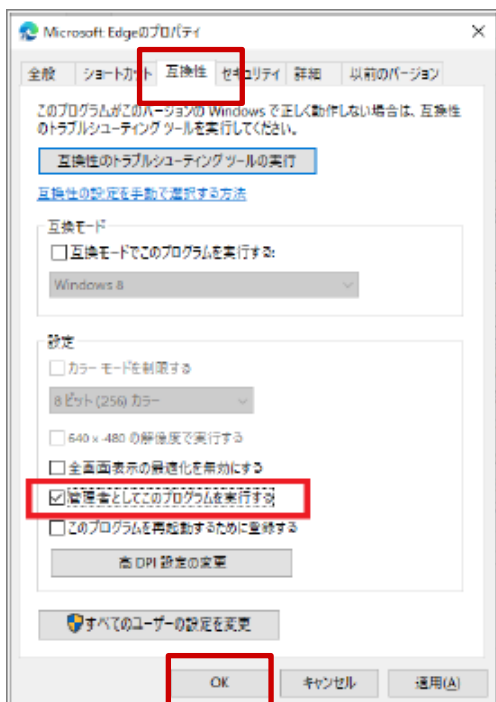 Microsoft Edgeのプロパティ
全般 ショートカット 互換性 セキュリティ 詳細 以前のバージョン
このプログラムがこのバージョンの Windows で正しく動作しない場合は、互換性
のトラブルシューティング ツールを実行してください。
互換性のトラブルシューティング ツールの実行
互換性の設定を手動で選択する方法
互換モード
互換モードでこのプログラムを実行する:
Windows 8
設定
カラー モードを制限する
8 ビット (256) カラー
640 x 480 の解像度で実行する
全画面表示の最適化を無効にする
管理者としてこのプログラムを実行する
このプログラムを再起動するために登録する
高 DPI 設定の変更
すべてのユーザーの設定を変更
OK キャンセル 適用(A)